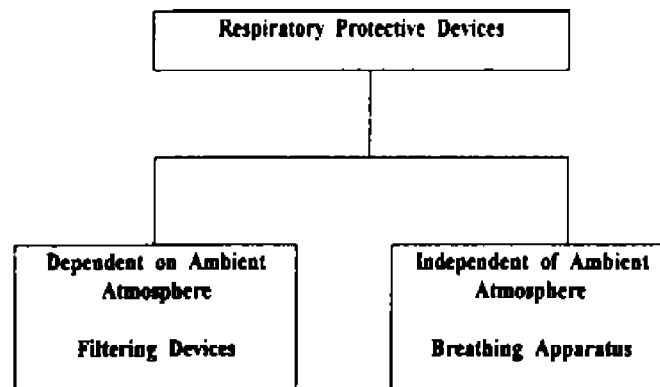 Respiratory Protective Devices
Dependent on Ambient
Atmosphere
Filtering Devices
Independent of Ambient
Atmosphere
Breathing Apparatus